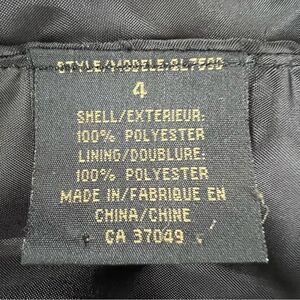 STYLE/MODELE:
4
SHELL/EXTERIEUR:
100% POLYESTER
LINING/DOUBLURE:
100% POLYESTER
MADE IN/FABRIQUE EN
CHINA/CHINE
CA 37049